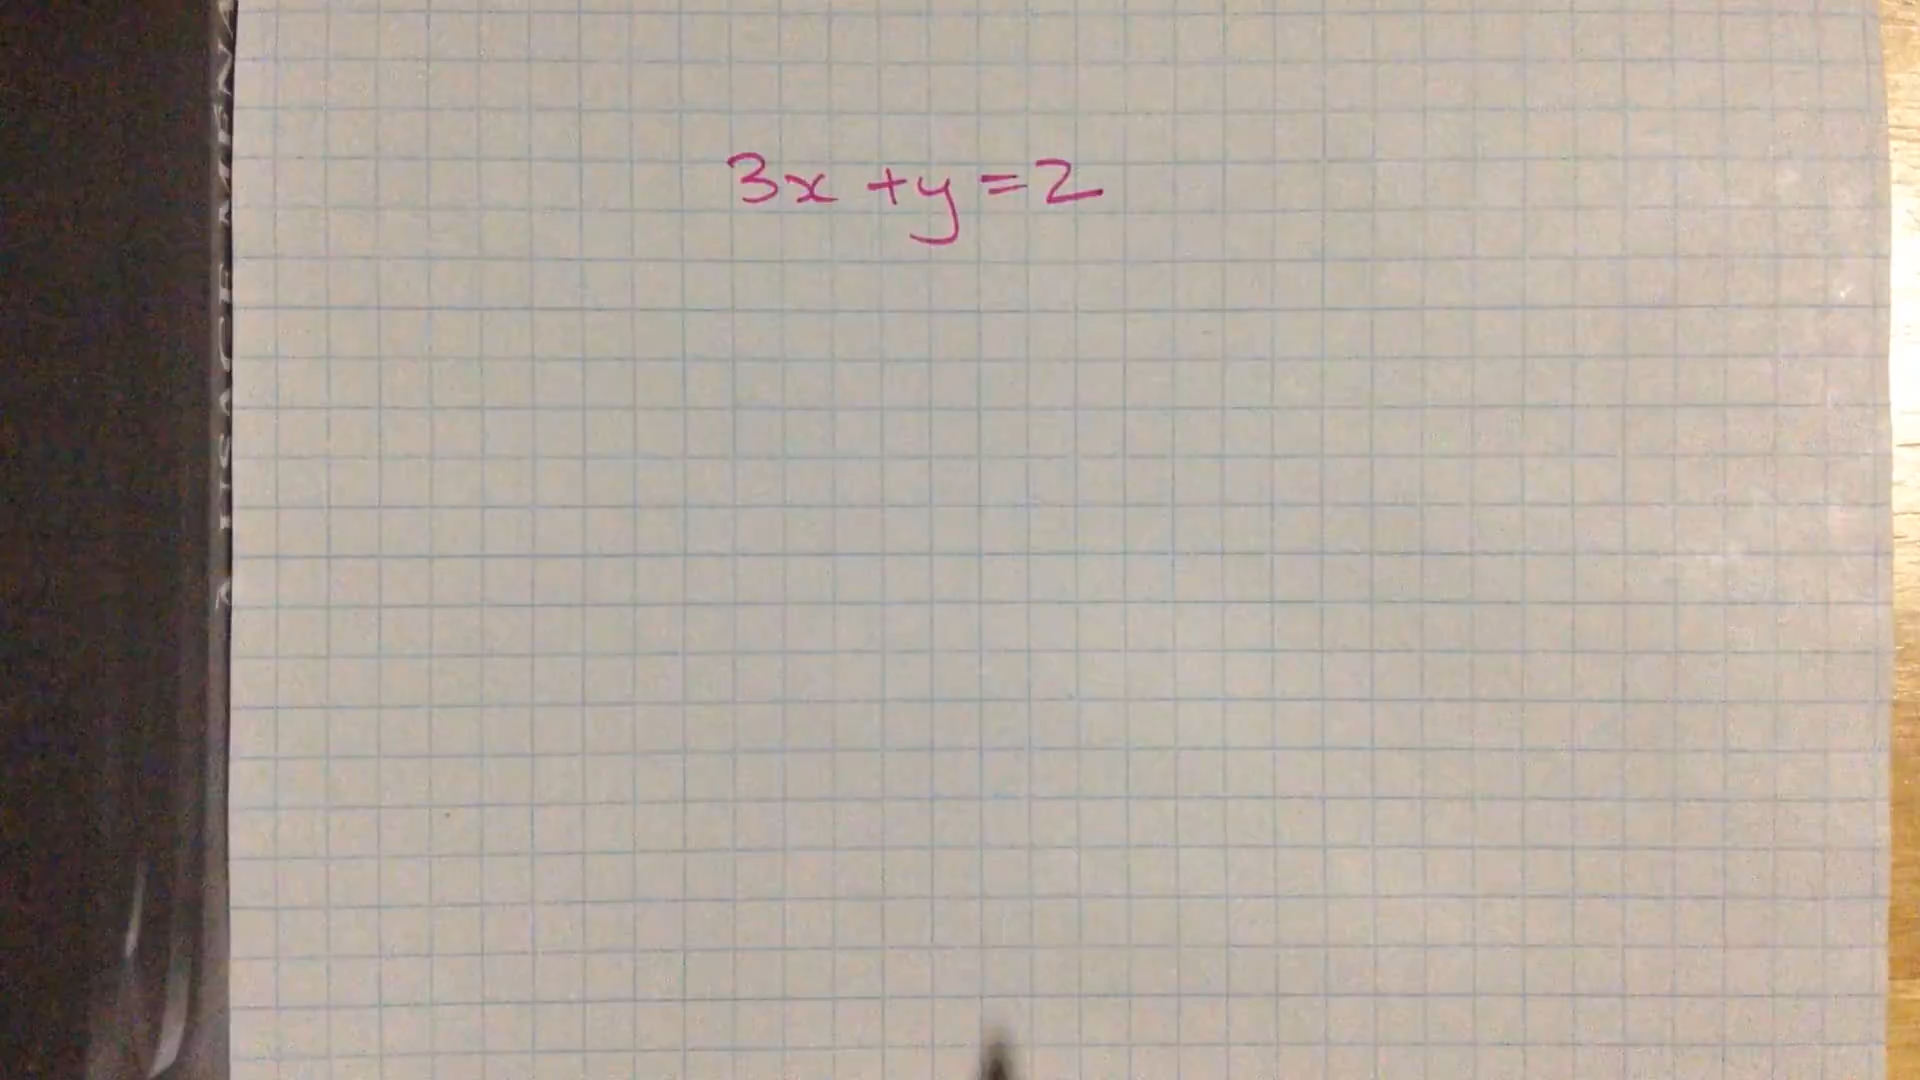 3x + y = 2